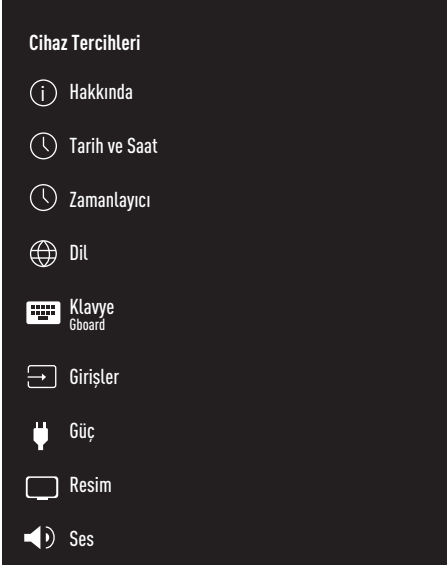 Cihaz Tercihleri
Hakkında
Tarih ve Saat
Zamanlayıcı
Dil
Klavye
Gboard
Girişler
Güç
Resim
Ses